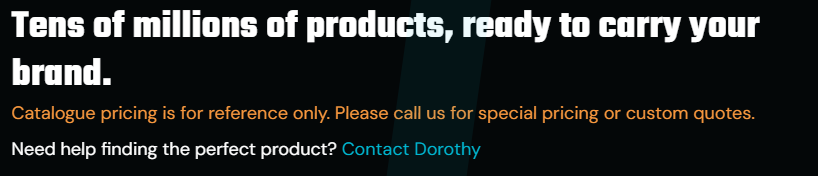 Tens of millions of products, ready to carry your
brand.
Catalogue pricing is for reference only. Please call us for special pricing or custom quotes.
Need help finding the perfect product? Contact Dorothy